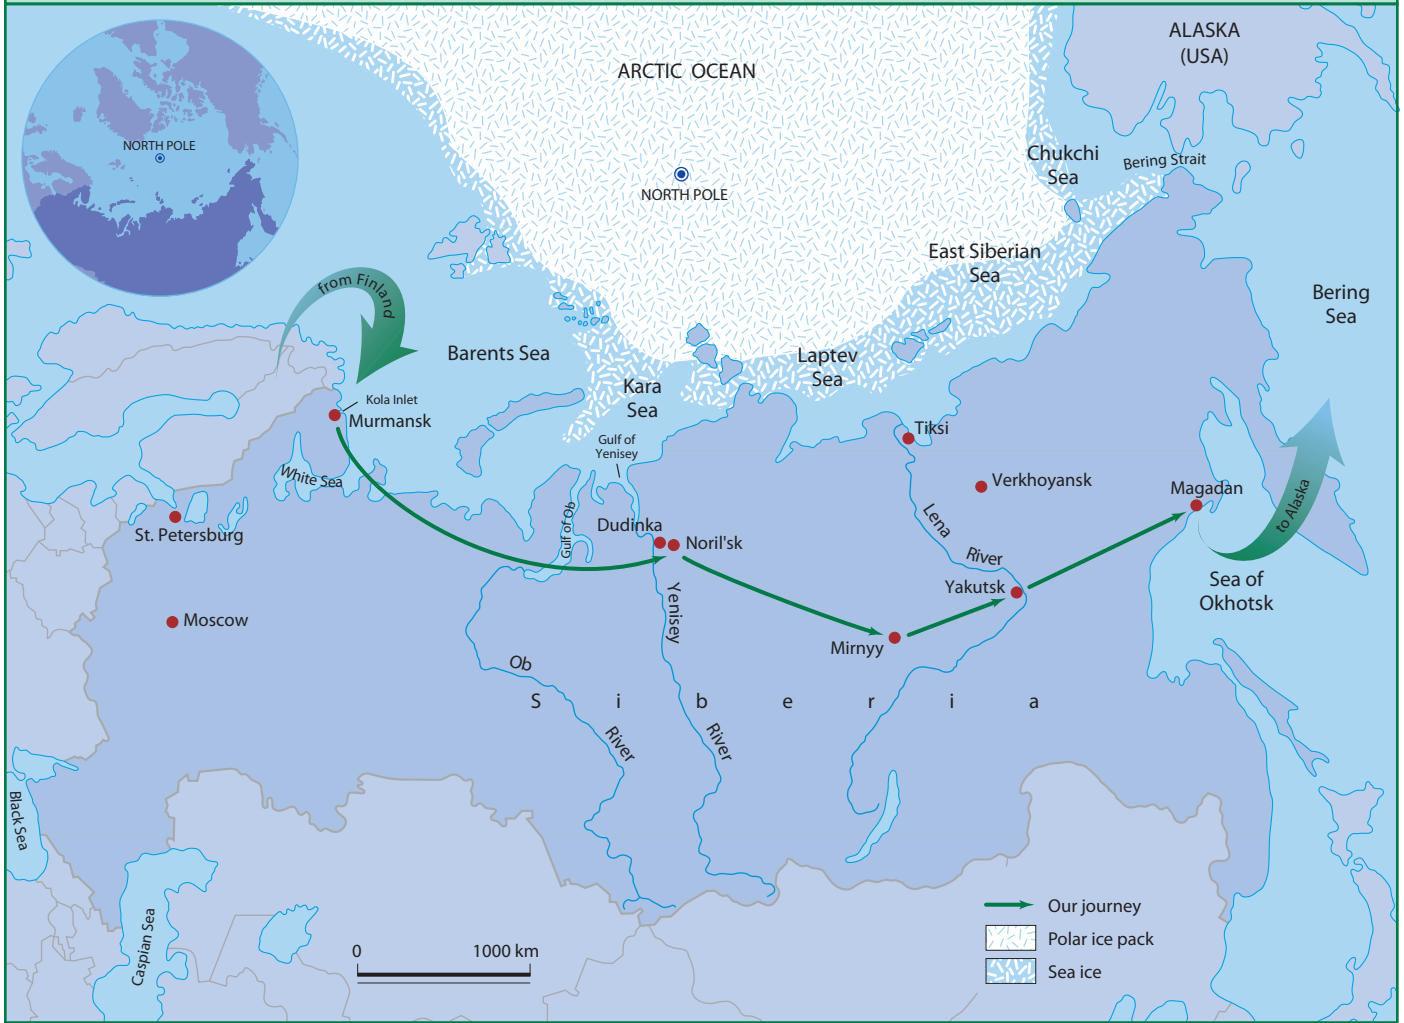 ALASKA
(USA)
ARCTIC OCEAN
NORTH POLE
Chukchi
Sea
Bering Strait
NORTH POLE
East Siberian
Sea
from Finland
Bering
Sea
Barents Sea
Laptev
Sea
Kara
Sea
Kola Inlet
Murmansk
Tiksi
Gulf of
Yenisey
White Sea
Verkhoyansk
Magadan
to Alaska
St. Petersburg
Gulf of Ob
Dudinka
Noril'sk
Lena
River
Yakutsk
Sea of
Okhotsk
Moscow
Yenisey
River
Mirnyy
Ob
River
Siberia
Black Sea
Caspian Sea
0 1000 km
Our journey
Polar ice pack
Sea ice